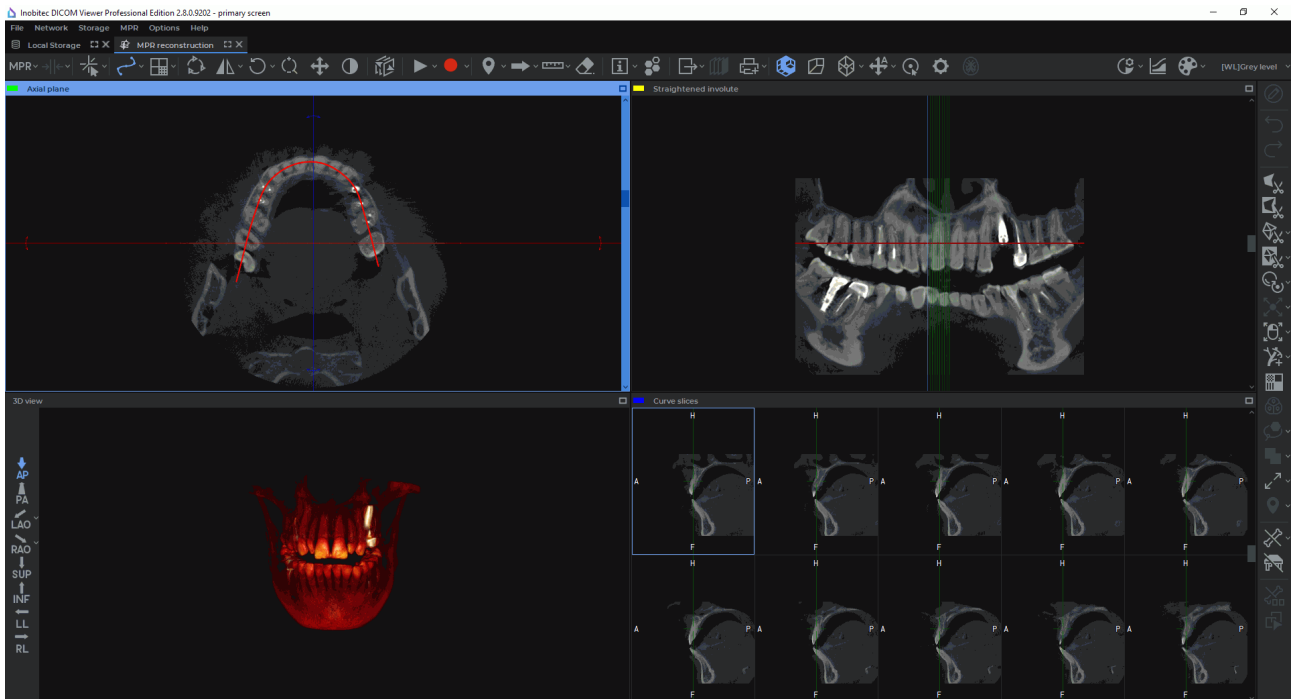 Inobitec DICOM Viewer Professional Edition 2.8.0.9202 - primary screen
File Network Storage MPR Options Help
Local Storage MPR reconstruction
MPR [WL]Grey level
Axial plane Straightened involute
3D view Curve slices
H H H H H
AP
PA
LAO
RAO
SUP
INF
LL
RL
A P A P A P A P A P
F F F F F
H H H H H
A P A P A P A P A P
F F F F F